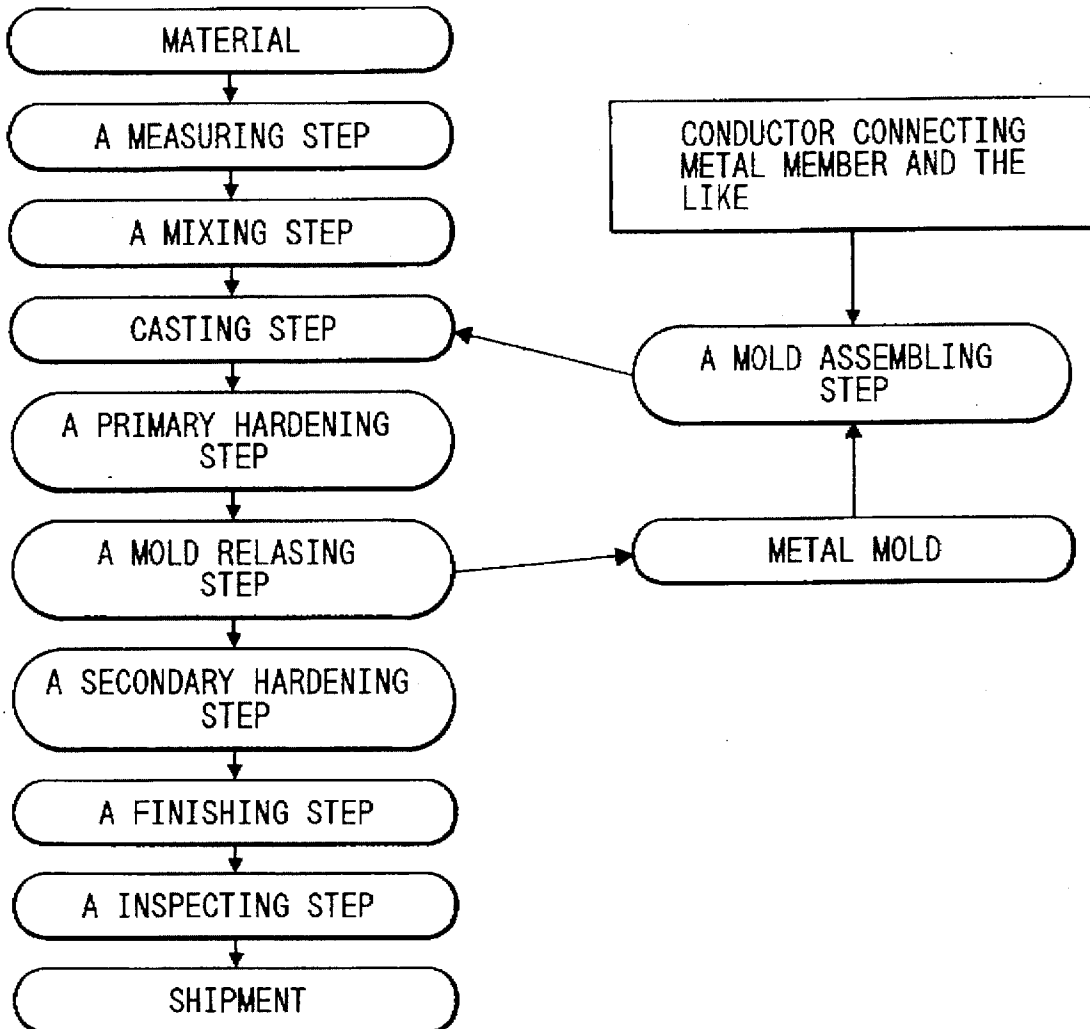 MATERIAL
A MEASURING STEP
A MIXING STEP
CASTING STEP
A PRIMARY HARDENING
STEP
A MOLD RELASING
STEP
A SECONDARY HARDENING
STEP
A FINISHING STEP
A INSPECTING STEP
SHIPMENT
CONDUCTOR CONNECTING
METAL MEMBER AND THE
LIKE
A MOLD ASSEMBLING
STEP
METAL MOLD